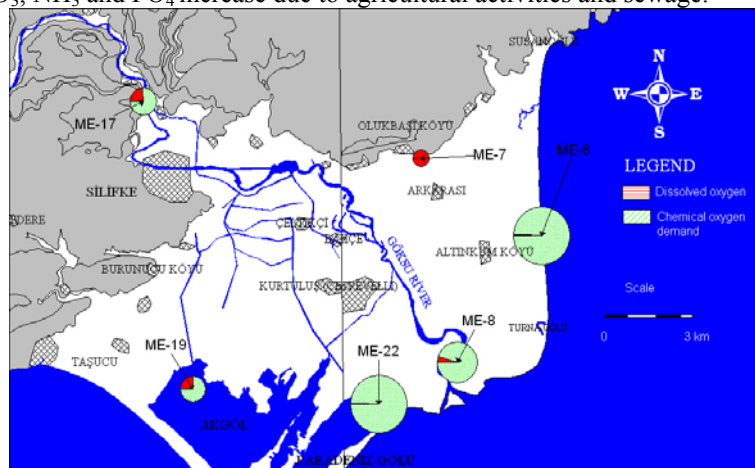 O3, NH3 and PO4 increase due to agricultural activities and sewage.
SUSANOĞLU
N
W E
S
ME-17
OLUKBAŞI KÖYÜ
ME-7
ME-6
LEGEND
Dissolved oxygen
Chemical oxygen
demand
SİLİFKE
ARKARASI
DERE
ÇELTİKÇİ
BAHÇE
GÖKSU RIVER
ALTINKUM KÖYÜ
BURUNUCU KÖYÜ
KURTULUŞ
Scale
0 3 km
ME-8
TURNA GÖLÜ
ME-19
ME-22
TAŞUCU
AKGÖL
PARADENİZ GÖLÜ